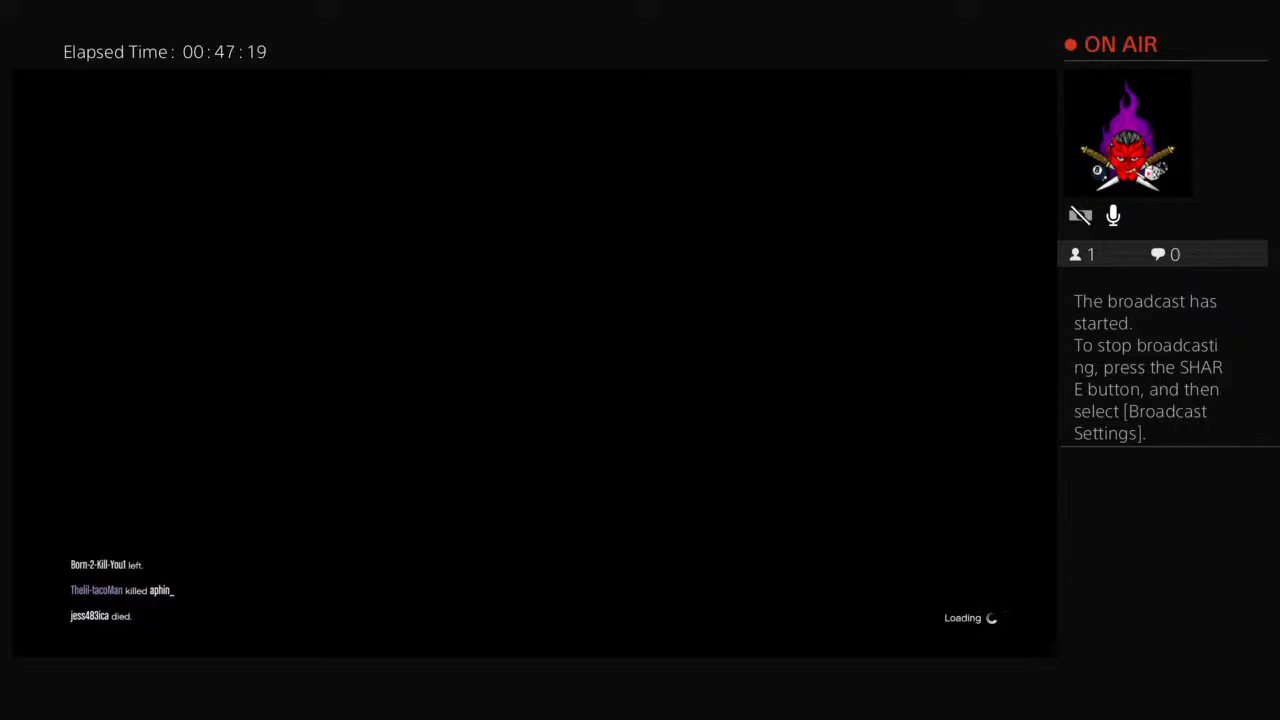 Elapsed Time: 00:47:19
ON AIR
1 0
The broadcast has
started.
To stop broadcasti
ng, press the SHAR
E button, and then
select [Broadcast
Settings].
Born-2-Kill-You1 left.
Thelil-tacoMan killed aphin_
jess483ica died.
Loading